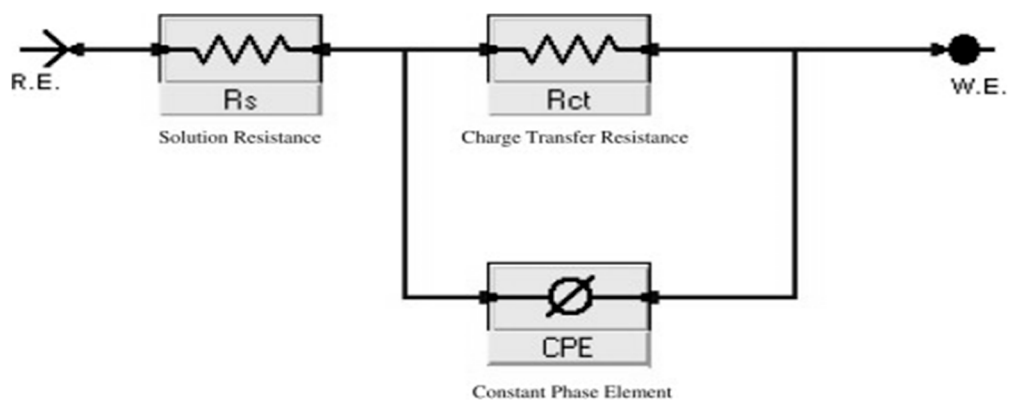 R.E.
Rs
Solution Resistance
Rct
Charge Transfer Resistance
W.E.
CPE
Constant Phase Element